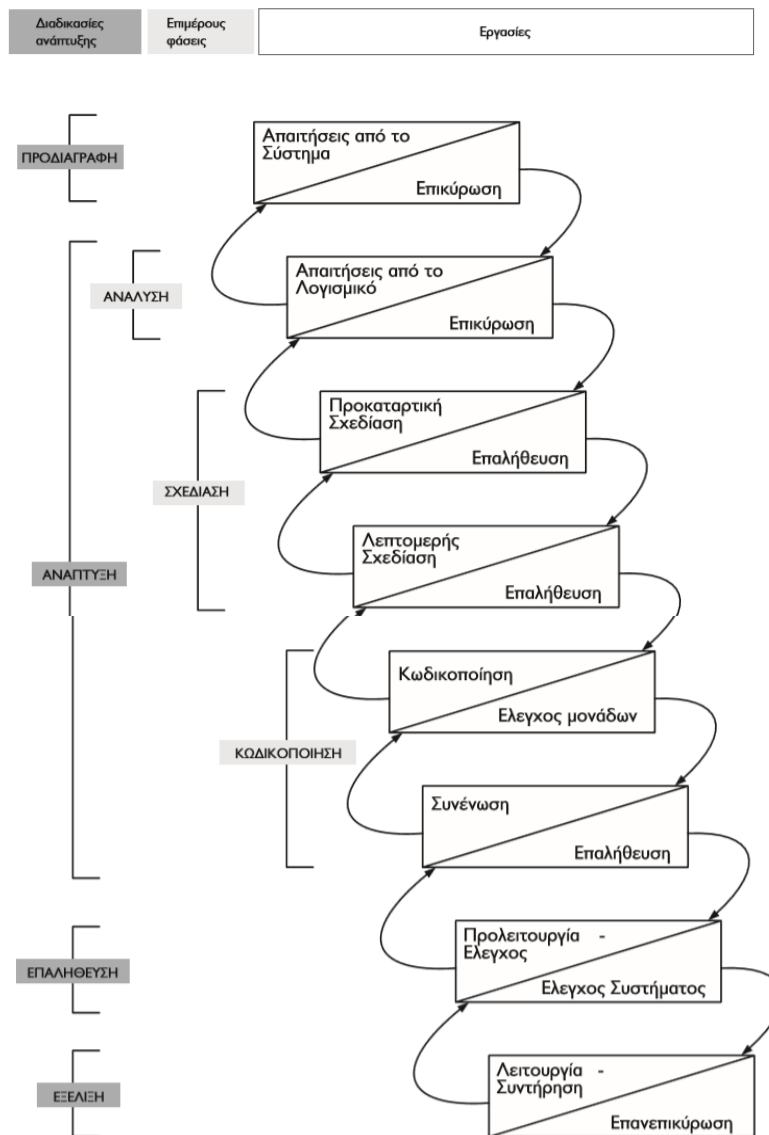 Διαδικασίες
ανάπτυξης
Επιμέρους
φάσεις
Εργασίες
ΠΡΟΔΙΑΓΡΑΦΗ
Απαιτήσεις από το
Σύστημα
Επικύρωση
ΑΝΑΛΥΣΗ
Απαιτήσεις από το
Λογισμικό
Επικύρωση
ΣΧΕΔΙΑΣΗ
Προκαταρτική
Σχεδίαση
Επαλήθευση
ΑΝΑΠΤΥΞΗ
Λεπτομερής
Σχεδίαση
Επαλήθευση
ΚΩΔΙΚΟΠΟΙΗΣΗ
Κωδικοποίηση
Ελεγχος μονάδων
Συνένωση
Επαλήθευση
ΕΠΑΛΗΘΕΥΣΗ
Προλειτουργία -
Ελεγχος
Ελεγχος Συστήματος
ΕΞΕΛΙΞΗ
Λειτουργία -
Συντήρηση
Επανεπικύρωση